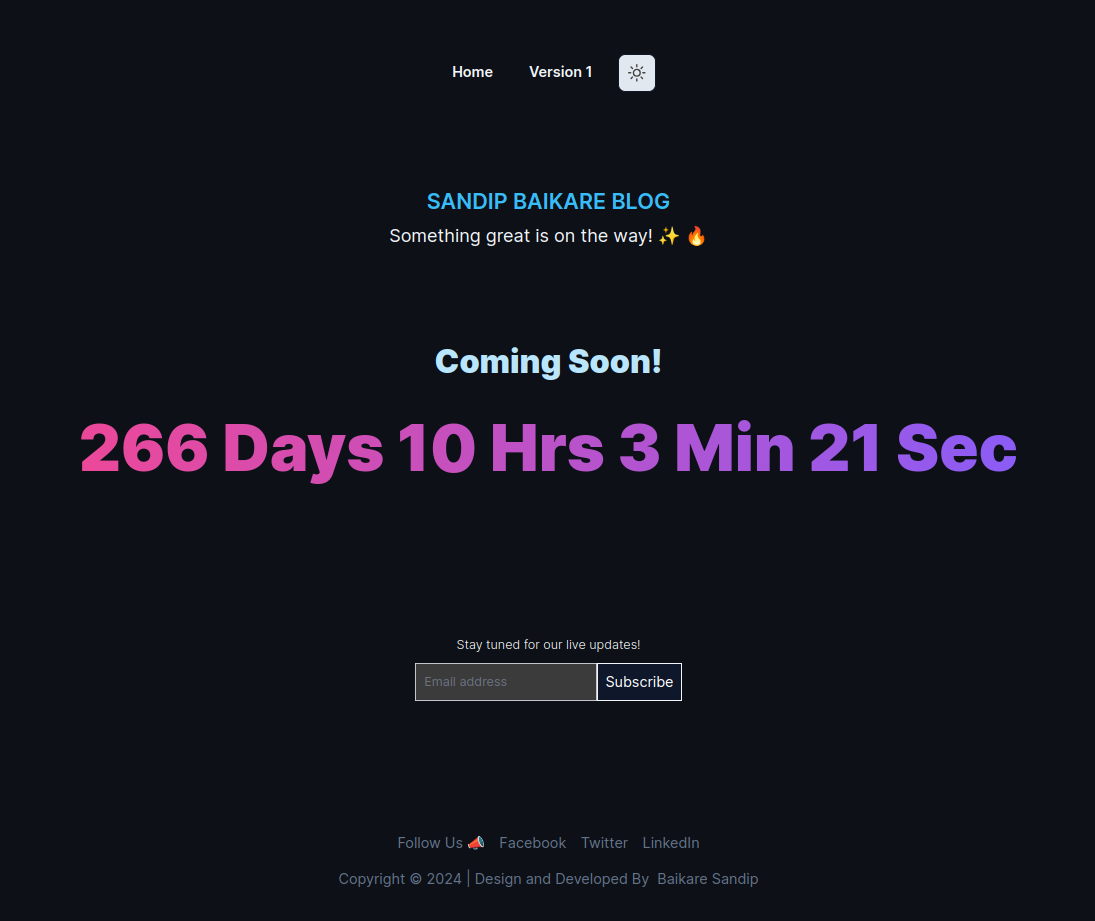 Home Version 1
SANDIP BAIKARE BLOG
Something great is on the way! ✨ 🔥
Coming Soon!
266 Days 10 Hrs 3 Min 21 Sec
Stay tuned for our live updates!
Email address Subscribe
Follow Us 📣 Facebook Twitter LinkedIn
Copyright © 2024 | Design and Developed By Baikare Sandip